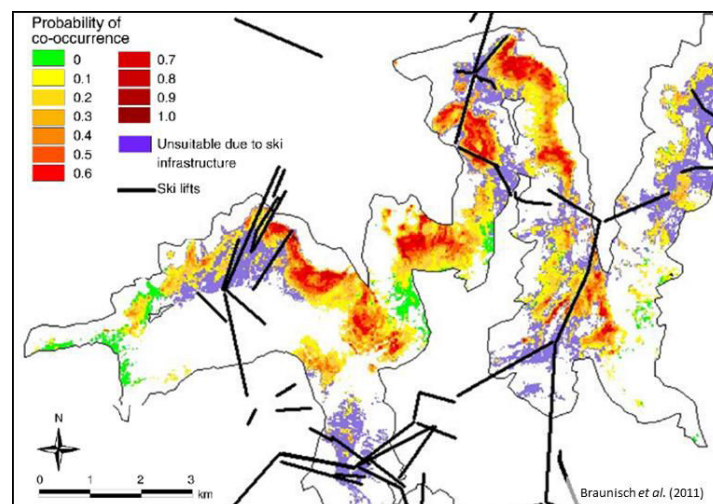 Probability of
co-occurrence
0
0.1
0.2
0.3
0.4
0.5
0.6
0.7
0.8
0.9
1.0
Unsuitable due to ski
infrastructure
Ski lifts
N
0 1 2 3
km
Braunisch et al. (2011)